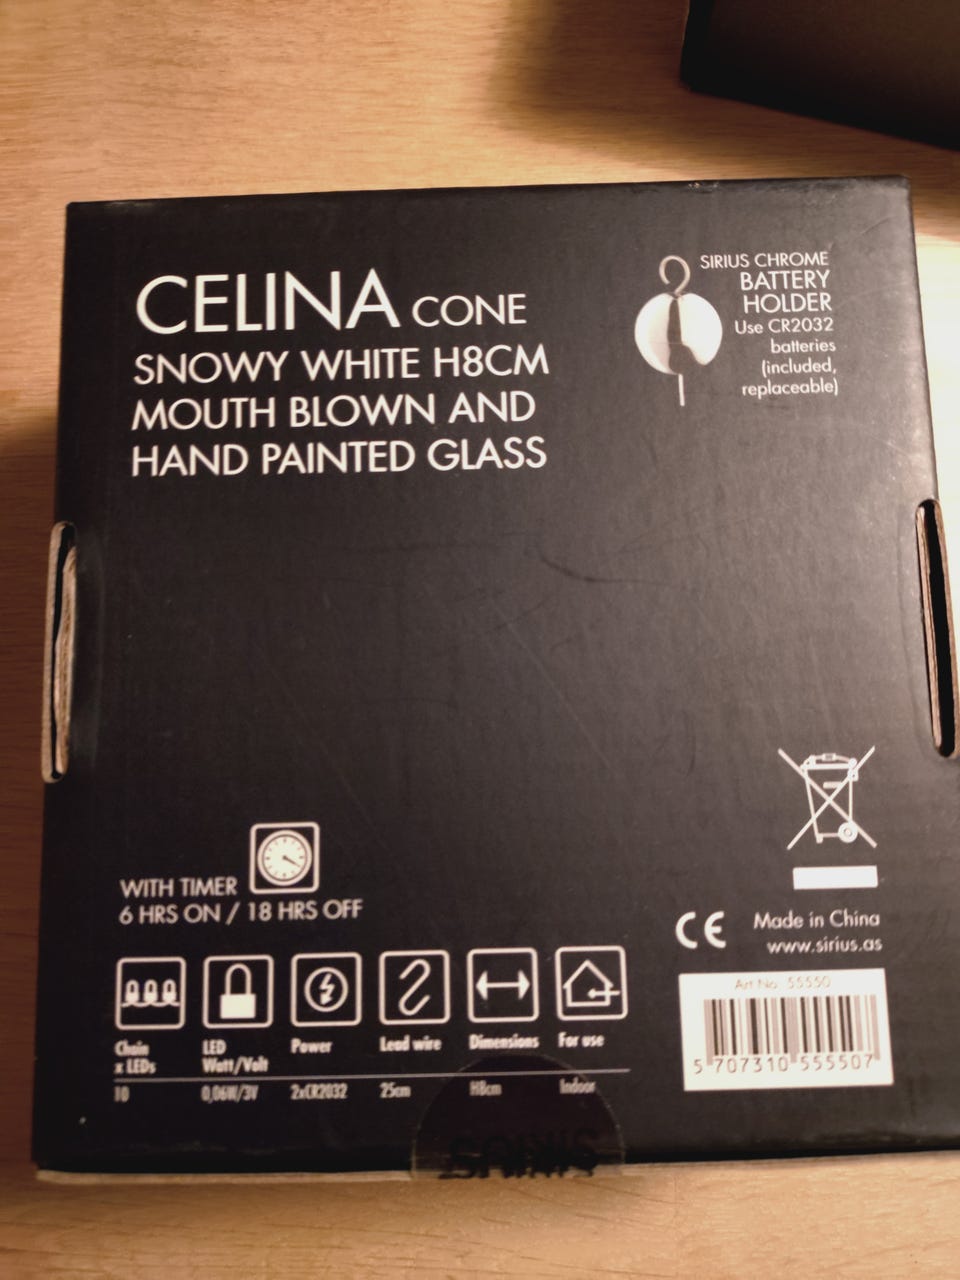 CELINA CONE
SNOWY WHITE H8CM
MOUTH BLOWN AND
HAND PAINTED GLASS
SIRIUS CHROME
BATTERY
HOLDER
Use CR2032
batteries
(included,
replaceable)
WITH TIMER
6 HRS ON / 18 HRS OFF
Chain
x LEDs
10
LED
Watt/Volt
0,06W/3V
Power
2xCR2032
Lead wire
25cm
Dimensions
H8cm
For use
Indoor
CE
Made in China
www.sirius.as
Art No. 55550
5 707310 555507
SIRIUS